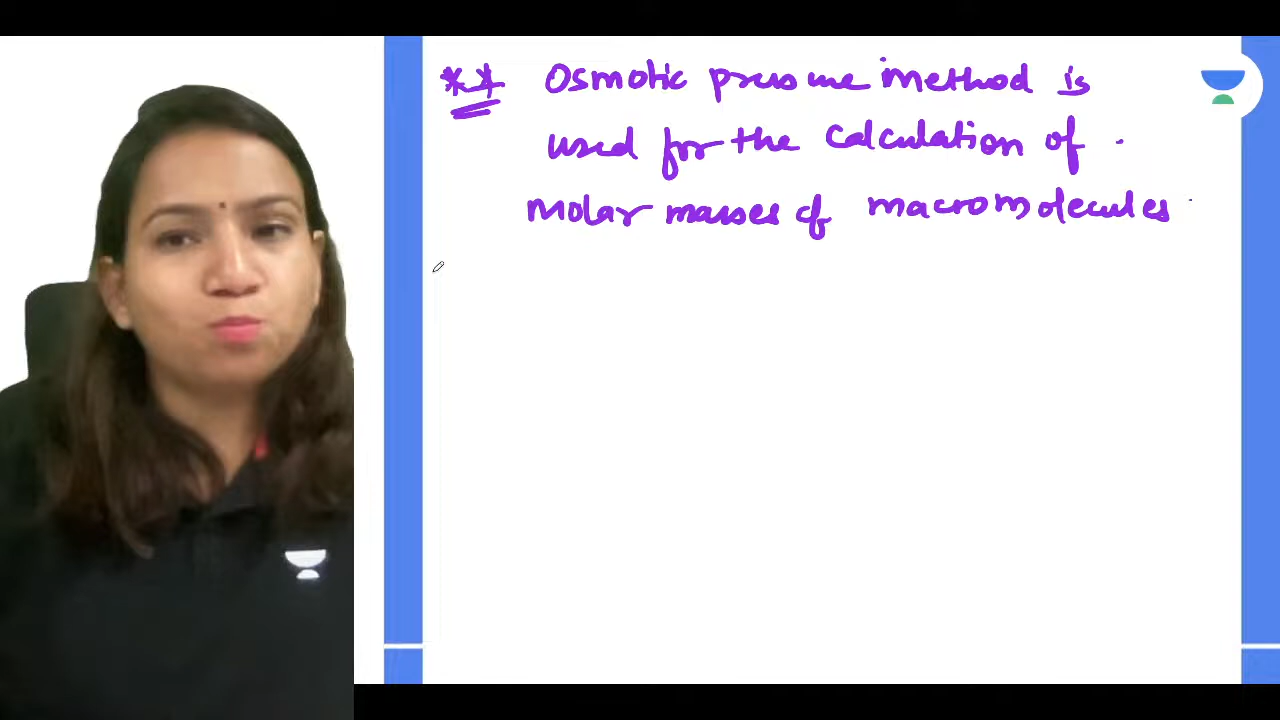 ** Osmotic pressure method is
used for the calculation of
molar masses of macromolecules